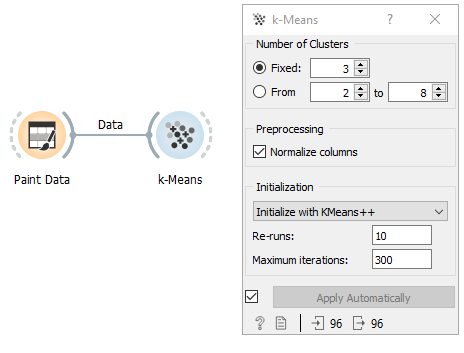 k-Means ? ×
Number of Clusters
Fixed: 3
From 2 to 8
Data
Preprocessing
Normalize columns
Paint Data k-Means
Initialization
Initialize with KMeans++
Re-runs: 10
Maximum iterations: 300
Apply Automatically
? 96 96